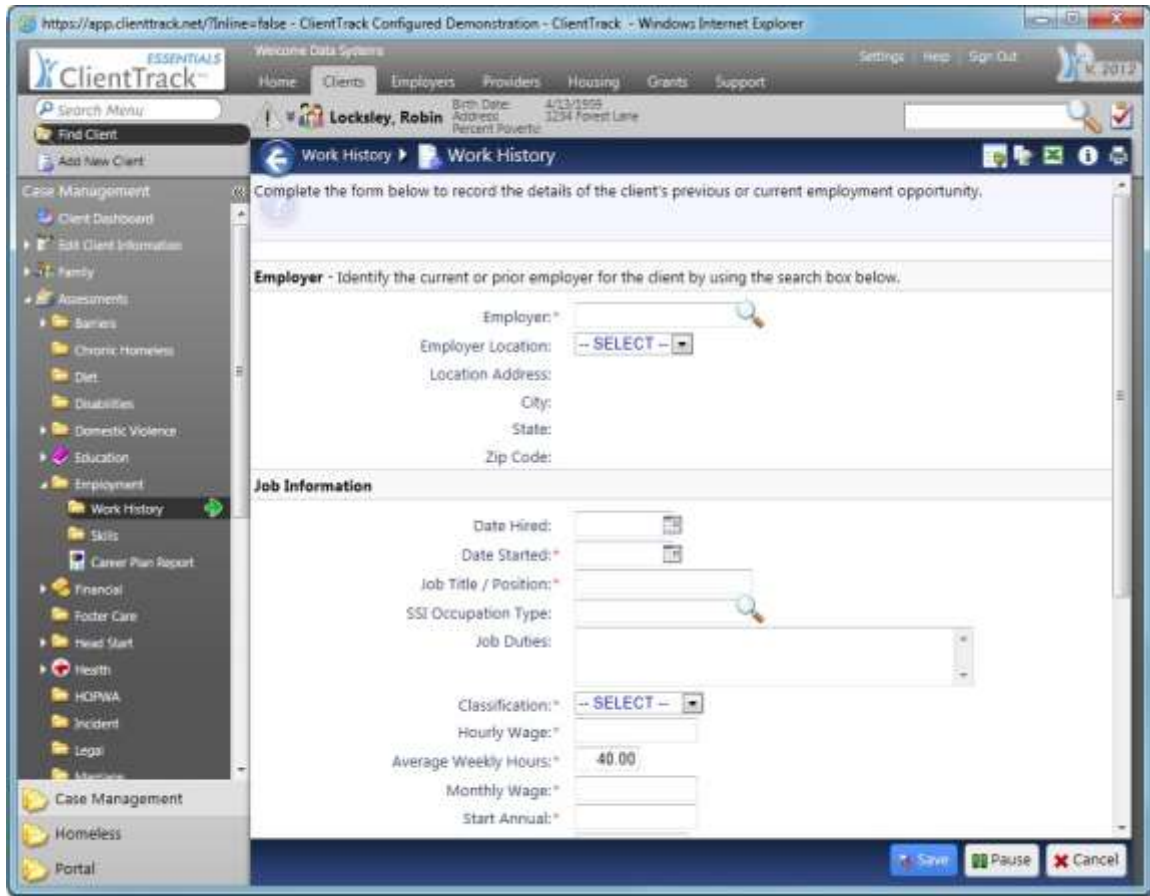 https://app.clienttrack.net/?Inline=false - ClientTrack Configured Demonstration - ClientTrack - Windows Internet Explorer
ESSENTIALS
ClientTrack
Welcome Data Systems
Settings Help Sign Out
Home Clients Employers Providers Housing Grants Support
v. 2012
Search Menu
Locksley, Robin
Birth Date: 4/13/1959
Address: 1234 Forest Lane
Percent Poverty:
Find Client
Add New Client
Work History Work History
Case Management
Client Dashboard
Edit Client Information
Family
Assessments
Barriers
Chronic Homeless
Diet
Disabilities
Domestic Violence
Education
Employment
Work History
Skills
Career Plan Report
Financial
Foster Care
Head Start
Health
HOPWA
Incident
Legal
Case Management
Homeless
Portal
Complete the form below to record the details of the client's previous or current employment opportunity.
Employer - Identify the current or prior employer for the client by using the search box below.
Employer:*
Employer Location: -- SELECT --
Location Address:
City:
State:
Zip Code:
Job Information
Date Hired:
Date Started:*
Job Title / Position:*
SSI Occupation Type:
Job Duties:
Classification:* -- SELECT --
Hourly Wage:*
Average Weekly Hours:* 40.00
Monthly Wage:*
Start Annual:*
Save Pause Cancel